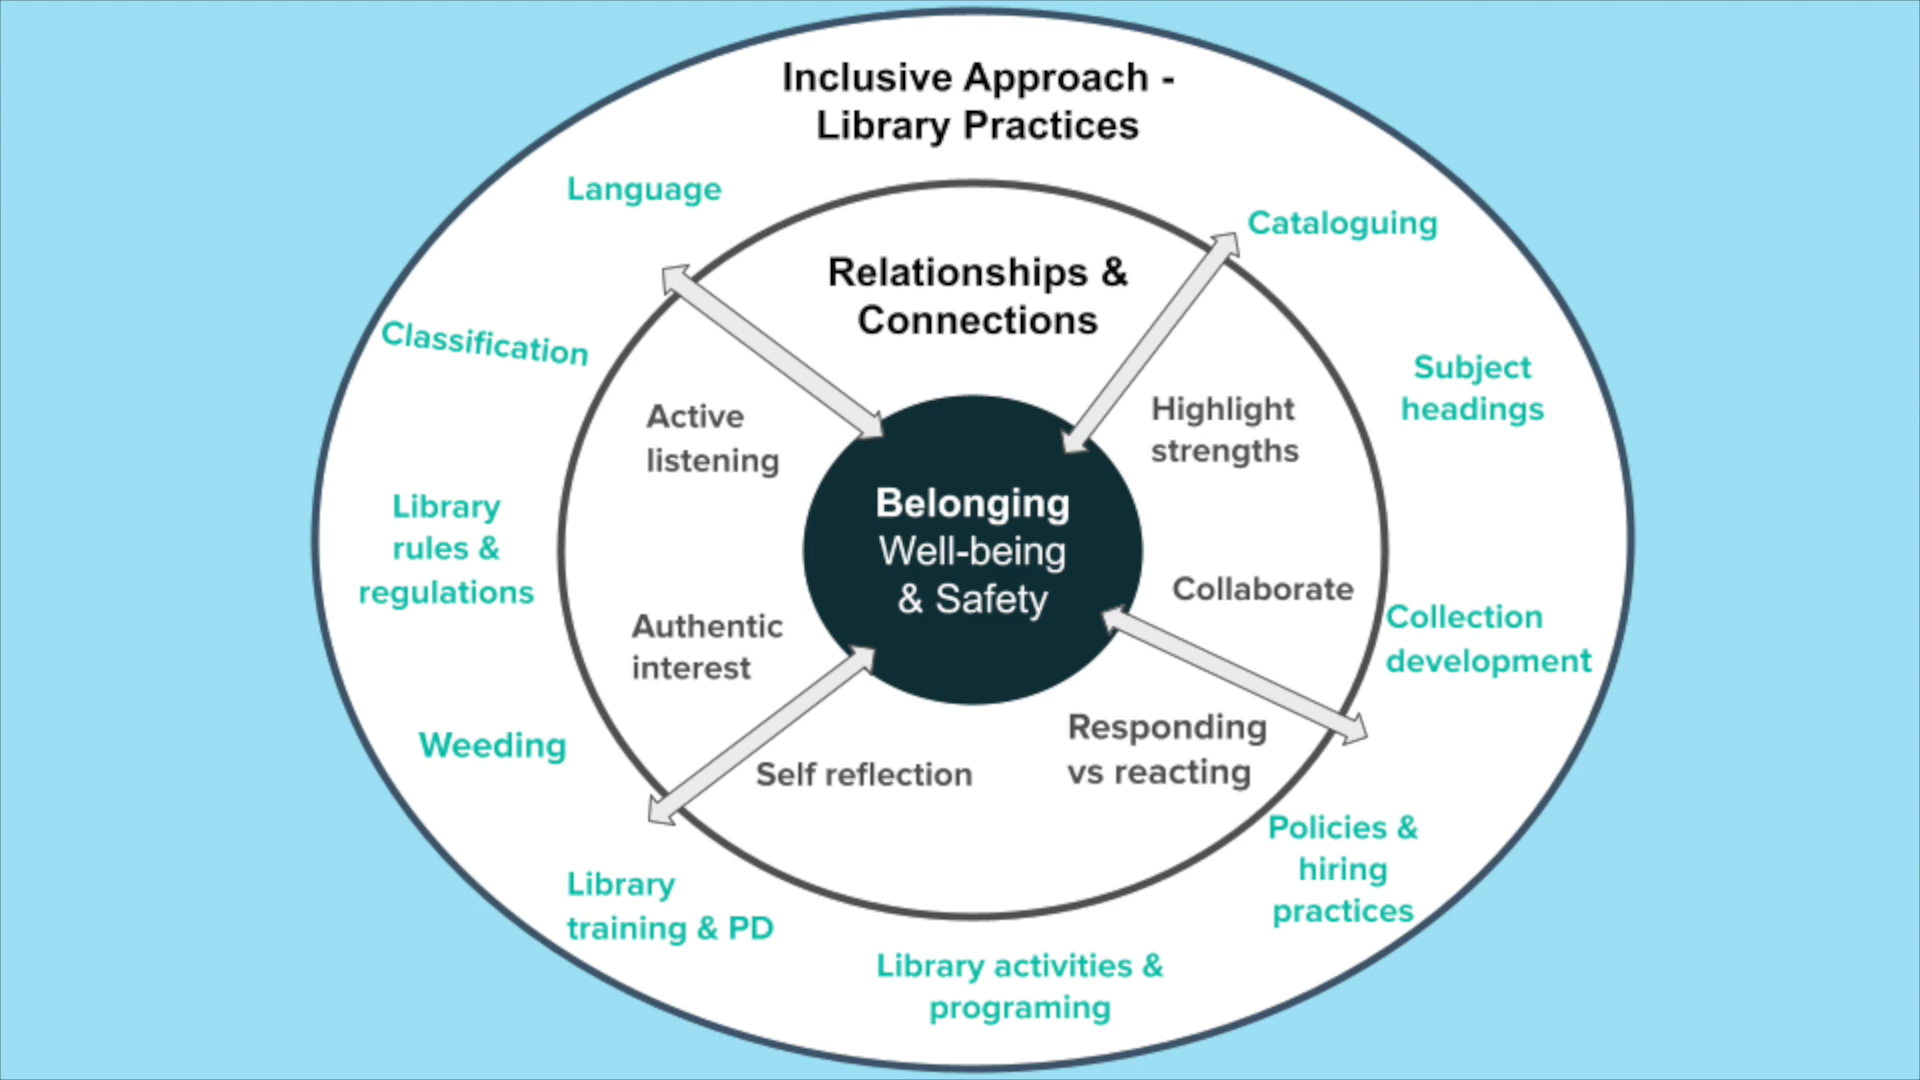 Inclusive Approach -
Library Practices
Language
Cataloguing
Classification
Subject
headings
Library
rules &
regulations
Collection
development
Weeding
Policies &
hiring
practices
Library
training & PD
Library activities &
programing
Relationships &
Connections
Active
listening
Highlight
strengths
Authentic
interest
Collaborate
Self reflection
Responding
vs reacting
Belonging
Well-being
& Safety